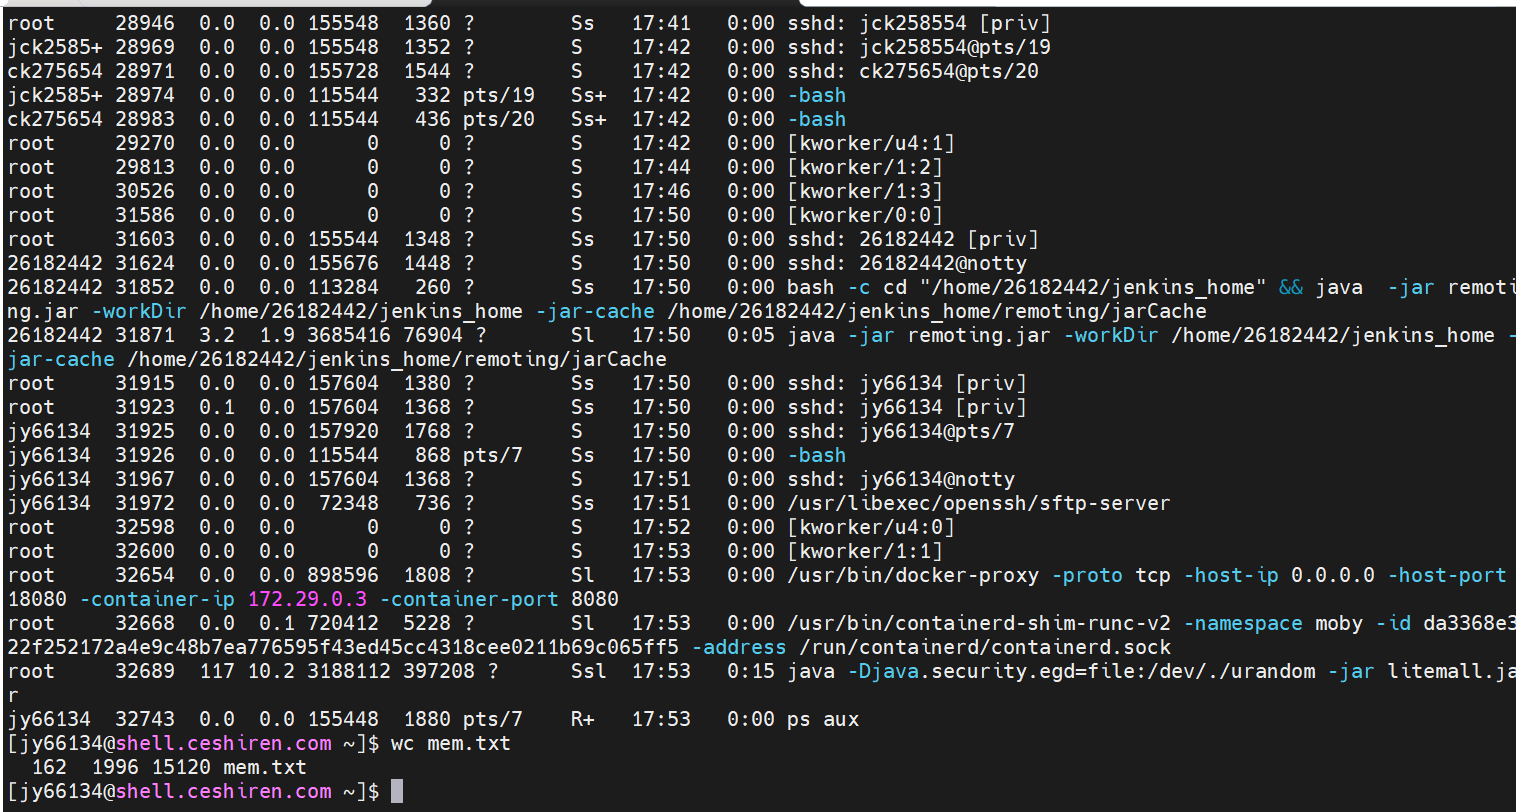 root     28946  0.0  0.0 155548  1360 ?        Ss   17:41   0:00 sshd: jck258554 [priv]
jck2585+ 28969  0.0  0.0 155548  1352 ?        S    17:42   0:00 sshd: jck258554@pts/19
ck275654 28971  0.0  0.0 155728  1544 ?        S    17:42   0:00 sshd: ck275654@pts/20
jck2585+ 28974  0.0  0.0 115544   332 pts/19   Ss+  17:42   0:00 -bash
ck275654 28983  0.0  0.0 115544   436 pts/20   Ss+  17:42   0:00 -bash
root     29270  0.0  0.0      0     0 ?        S    17:42   0:00 [kworker/u4:1]
root     29813  0.0  0.0      0     0 ?        S    17:44   0:00 [kworker/1:2]
root     30526  0.0  0.0      0     0 ?        S    17:46   0:00 [kworker/1:3]
root     31586  0.0  0.0      0     0 ?        S    17:50   0:00 [kworker/0:0]
root     31603  0.0  0.0 155544  1348 ?        Ss   17:50   0:00 sshd: 26182442 [priv]
26182442 31624  0.0  0.0 155676  1448 ?        S    17:50   0:00 sshd: 26182442@notty
26182442 31852  0.0  0.0 113284   260 ?        Ss   17:50   0:00 bash -c cd "/home/26182442/jenkins_home" && java  -jar remoti
ng.jar -workDir /home/26182442/jenkins_home -jar-cache /home/26182442/jenkins_home/remoting/jarCache
26182442 31871  3.2  1.9 3685416 76904 ?       Sl   17:50   0:05 java -jar remoting.jar -workDir /home/26182442/jenkins_home -
jar-cache /home/26182442/jenkins_home/remoting/jarCache
root     31915  0.0  0.0 157604  1380 ?        Ss   17:50   0:00 sshd: jy66134 [priv]
root     31923  0.1  0.0 157604  1368 ?        Ss   17:50   0:00 sshd: jy66134 [priv]
jy66134  31925  0.0  0.0 157920  1768 ?        S    17:50   0:00 sshd: jy66134@pts/7
jy66134  31926  0.0  0.0 115544   868 pts/7    Ss   17:50   0:00 -bash
jy66134  31967  0.0  0.0 157604  1368 ?        S    17:51   0:00 sshd: jy66134@notty
jy66134  31972  0.0  0.0  72348   736 ?        Ss   17:51   0:00 /usr/libexec/openssh/sftp-server
root     32598  0.0  0.0      0     0 ?        S    17:52   0:00 [kworker/u4:0]
root     32600  0.0  0.0      0     0 ?        S    17:53   0:00 [kworker/1:1]
root     32654  0.0  0.0 898596  1808 ?        Sl   17:53   0:00 /usr/bin/docker-proxy -proto tcp -host-ip 0.0.0.0 -host-port
18080 -container-ip 172.29.0.3 -container-port 8080
root     32668  0.0  0.1 720412  5228 ?        Sl   17:53   0:00 /usr/bin/containerd-shim-runc-v2 -namespace moby -id da3368e3
22f252172a4e9c48b7ea776595f43ed45cc4318cee0211b69c065ff5 -address /run/containerd/containerd.sock
root     32689  117 10.2 3188112 397208 ?      Ssl  17:53   0:15 java -Djava.security.egd=file:/dev/./urandom -jar litemall.ja
r
jy66134  32743  0.0  0.0 155448  1880 pts/7    R+   17:53   0:00 ps aux
[jy66134@shell.ceshiren.com ~]$ wc mem.txt
  162  1996 15120 mem.txt
[jy66134@shell.ceshiren.com ~]$